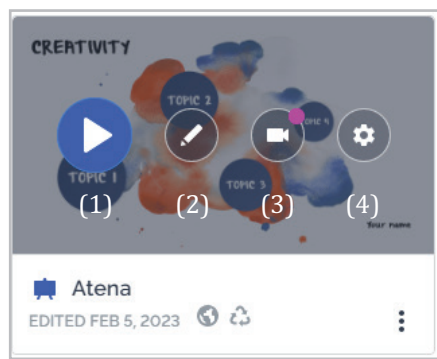 CREATIVITY
TOPIC 2
TOPIC 4
TOPIC 1
TOPIC 3
(1) (2) (3) (4)
Your name
Atena
EDITED FEB 5, 2023